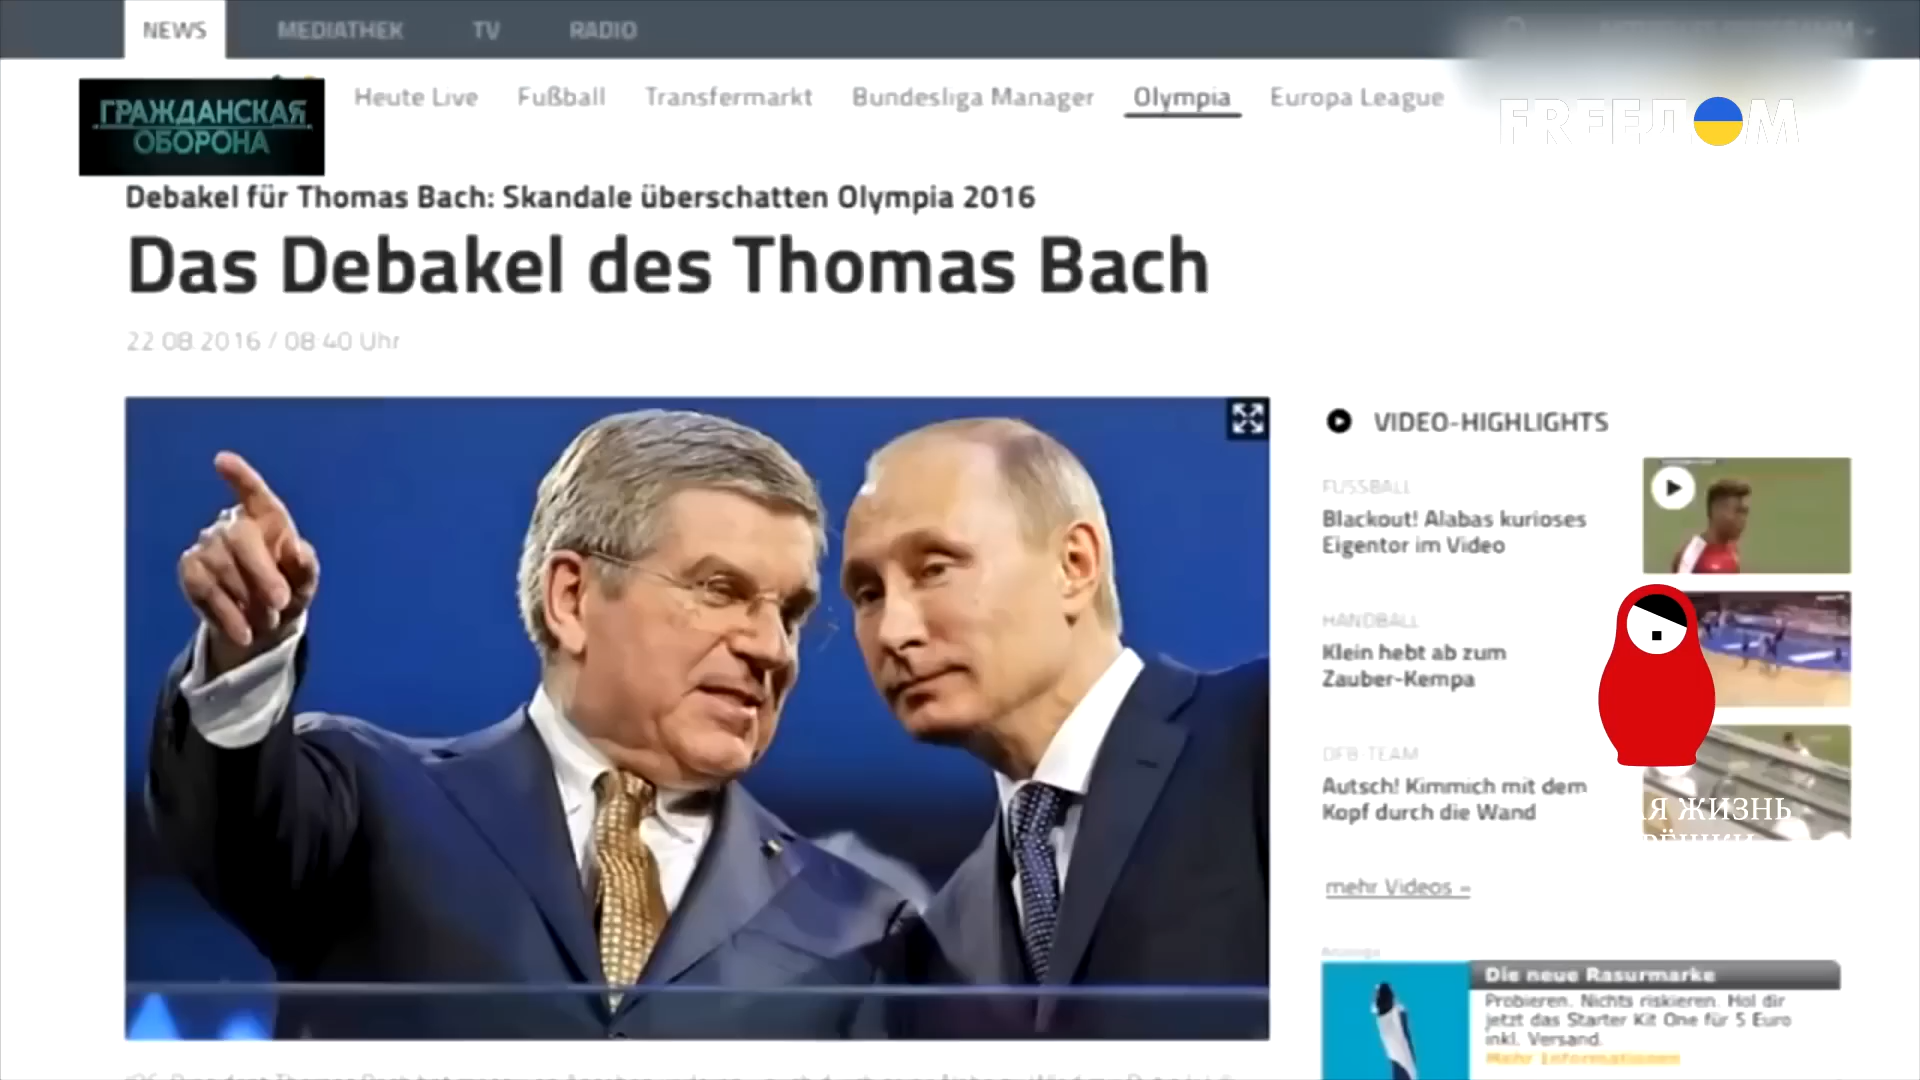 NEWS MEDIATHEK TV RADIO
ГРАЖДАНСКАЯ
ОБОРОНА
Heute Live Fußball Transfermarkt Bundesliga Manager Olympia Europa League
FREEДОМ
Debakel für Thomas Bach: Skandale überschatten Olympia 2016
Das Debakel des Thomas Bach
22.08.2016 / 08:40 Uhr
VIDEO-HIGHLIGHTS
FUSSBALL
Blackout! Alabas kurioses
Eigentor im Video
HANDBALL
Klein hebt ab zum
Zauber-Kempa
DFB-TEAM
Autsch! Kimmich mit dem
Kopf durch die Wand
АЯ ЖИЗНЬ
mehr Videos »
Anzeige
Die neue Rasurmarke
Probieren. Nichts riskieren. Hol dir
jetzt das Starter Kit One für 5 Euro
inkl. Versand.
Mehr Informationen